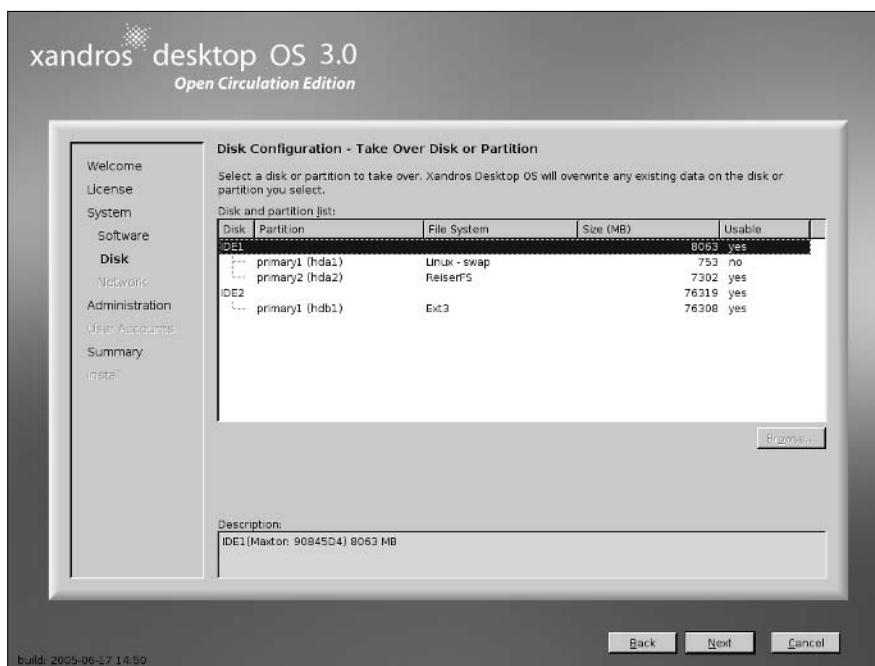 xandros desktop OS 3.0
Open Circulation Edition
Welcome
License
System
Software
Disk
Network
Administration
User Accounts
Summary
Install
Disk Configuration - Take Over Disk or Partition
Select a disk or partition to take over. Xandros Desktop OS will overwrite any existing data on the disk or
partition you select.
Disk and partition list:
Disk Partition File System Size (MB) Usable
IDE1 8063 yes
primary1 (hda1) Linux - swap 753 no
primary2 (hda2) ReiserFS 7302 yes
IDE2 76319 yes
primary1 (hdb1) Ext3 76308 yes
Browse...
Description:
IDE1(Maxtor: 90845D4) 8063 MB
Back Next Cancel
build: 2005-06-17 14:50